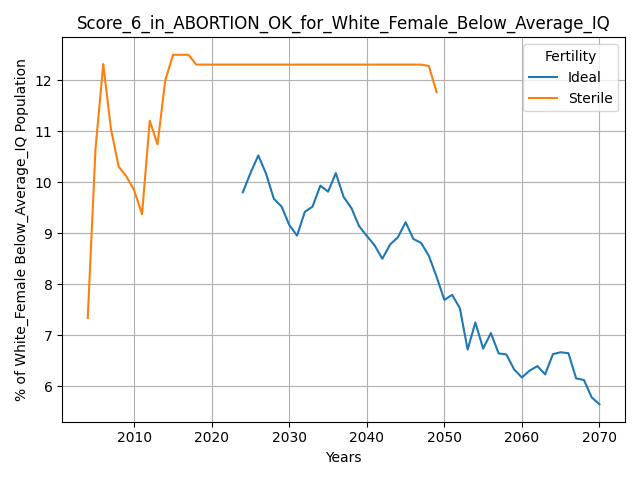 Score_6_in_ABORTION_OK_for_White_Female_Below_Average_IQ
% of White_Female Below_Average_IQ Population
12
11
10
9
8
7
6
Fertility
Ideal
Sterile
2010 2020 2030 2040 2050 2060 2070
Years